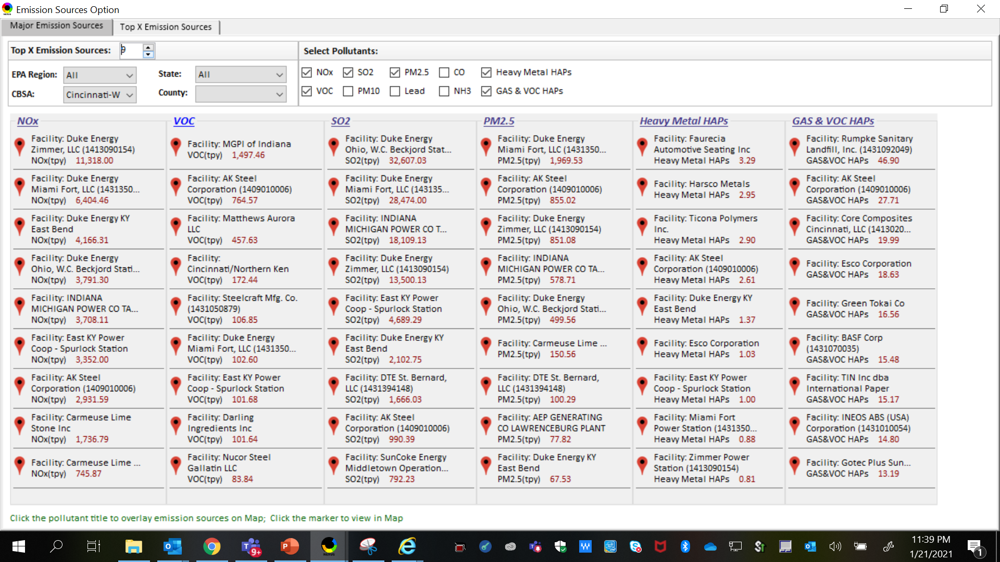 Emission Sources Option
Major Emission Sources
Top X Emission Sources
Top X Emission Sources: 9
EPA Region: All
State: All
CBSA: Cincinnati-W
County:
Select Pollutants:
NOx SO2 PM2.5 CO Heavy Metal HAPs
VOC PM10 Lead NH3 GAS & VOC HAPs
NOx
Facility: Duke Energy
Zimmer, LLC (1413090154)
NOx(tpy) 11,318.00
Facility: Duke Energy
Miami Fort, LLC (1431350...
NOx(tpy) 6,404.46
Facility: Duke Energy KY
East Bend
NOx(tpy) 4,166.31
Facility: Duke Energy
Ohio, W.C. Beckjord Stati...
NOx(tpy) 3,791.30
Facility: INDIANA
MICHIGAN POWER CO TA...
NOx(tpy) 3,708.11
Facility: East KY Power
Coop - Spurlock Station
NOx(tpy) 3,352.00
Facility: AK Steel
Corporation (1409010006)
NOx(tpy) 2,931.59
Facility: Carmeuse Lime
Stone Inc
NOx(tpy) 1,736.79
Facility: Carmeuse Lime ...
NOx(tpy) 745.87
VOC
Facility: MGPI of Indiana
VOC(tpy) 1,497.46
Facility: AK Steel
Corporation (1409010006)
VOC(tpy) 764.57
Facility: Matthews Aurora
LLC
VOC(tpy) 457.63
Facility:
Cincinnati/Northern Ken
VOC(tpy) 172.44
Facility: Steelcraft Mfg. Co.
(1431050879)
VOC(tpy) 106.85
Facility: Duke Energy
Miami Fort, LLC (1431350...
VOC(tpy) 102.60
Facility: East KY Power
Coop - Spurlock Station
VOC(tpy) 101.68
Facility: Darling
Ingredients Inc
VOC(tpy) 101.64
Facility: Nucor Steel
Gallatin LLC
VOC(tpy) 83.84
SO2
Facility: Duke Energy
Ohio, W.C. Beckjord Stat...
SO2(tpy) 32,607.03
Facility: Duke Energy
Miami Fort, LLC (143135...
SO2(tpy) 28,474.00
Facility: INDIANA
MICHIGAN POWER CO T...
SO2(tpy) 18,109.13
Facility: Duke Energy
Zimmer, LLC (1413090154)
SO2(tpy) 13,500.13
Facility: East KY Power
Coop - Spurlock Station
SO2(tpy) 4,689.29
Facility: Duke Energy KY
East Bend
SO2(tpy) 2,102.75
Facility: DTE St. Bernard,
LLC (1431394148)
SO2(tpy) 1,666.03
Facility: AK Steel
Corporation (1409010006)
SO2(tpy) 990.39
Facility: SunCoke Energy
Middletown Operation...
SO2(tpy) 792.23
PM2.5
Facility: Duke Energy
Miami Fort, LLC (1431350...
PM2.5(tpy) 1,969.53
Facility: AK Steel
Corporation (1409010006)
PM2.5(tpy) 855.02
Facility: Duke Energy
Zimmer, LLC (1413090154)
PM2.5(tpy) 851.08
Facility: INDIANA
MICHIGAN POWER CO TA...
PM2.5(tpy) 578.71
Facility: Duke Energy
Ohio, W.C. Beckjord Stati...
PM2.5(tpy) 499.56
Facility: Carmeuse Lime ...
PM2.5(tpy) 150.56
Facility: DTE St. Bernard,
LLC (1431394148)
PM2.5(tpy) 100.29
Facility: AEP GENERATING
CO LAWRENCEBURG PLANT
PM2.5(tpy) 77.82
Facility: Duke Energy KY
East Bend
PM2.5(tpy) 67.53
Heavy Metal HAPs
Facility: Faurecia
Automotive Seating Inc
Heavy Metal HAPs 3.29
Facility: Harsco Metals
Heavy Metal HAPs 2.95
Facility: Ticona Polymers
Inc.
Heavy Metal HAPs 2.90
Facility: AK Steel
Corporation (1409010006)
Heavy Metal HAPs 2.61
Facility: Duke Energy KY
East Bend
Heavy Metal HAPs 1.37
Facility: Esco Corporation
Heavy Metal HAPs 1.03
Facility: East KY Power
Coop - Spurlock Station
Heavy Metal HAPs 1.00
Facility: Miami Fort
Power Station (1431350...
Heavy Metal HAPs 0.88
Facility: Zimmer Power
Station (1413090154)
Heavy Metal HAPs 0.81
GAS & VOC HAPs
Facility: Rumpke Sanitary
Landfill, Inc. (1431092049)
GAS&VOC HAPs 46.90
Facility: AK Steel
Corporation (1409010006)
GAS&VOC HAPs 27.71
Facility: Core Composites
Cincinnati, LLC (1413020...
GAS&VOC HAPs 19.99
Facility: Esco Corporation
GAS&VOC HAPs 18.63
Facility: Green Tokai Co
GAS&VOC HAPs 16.56
Facility: BASF Corp
(1431070035)
GAS&VOC HAPs 15.48
Facility: TIN Inc dba
International Paper
GAS&VOC HAPs 15.17
Facility: INEOS ABS (USA)
Corporation (1431010054)
GAS&VOC HAPs 14.80
Facility: Gotec Plus Sun...
GAS&VOC HAPs 13.19
Click the pollutant title to overlay emission sources on Map; Click the marker to view in Map
9+
NEXUS
11:39 PM
1/21/2021
1